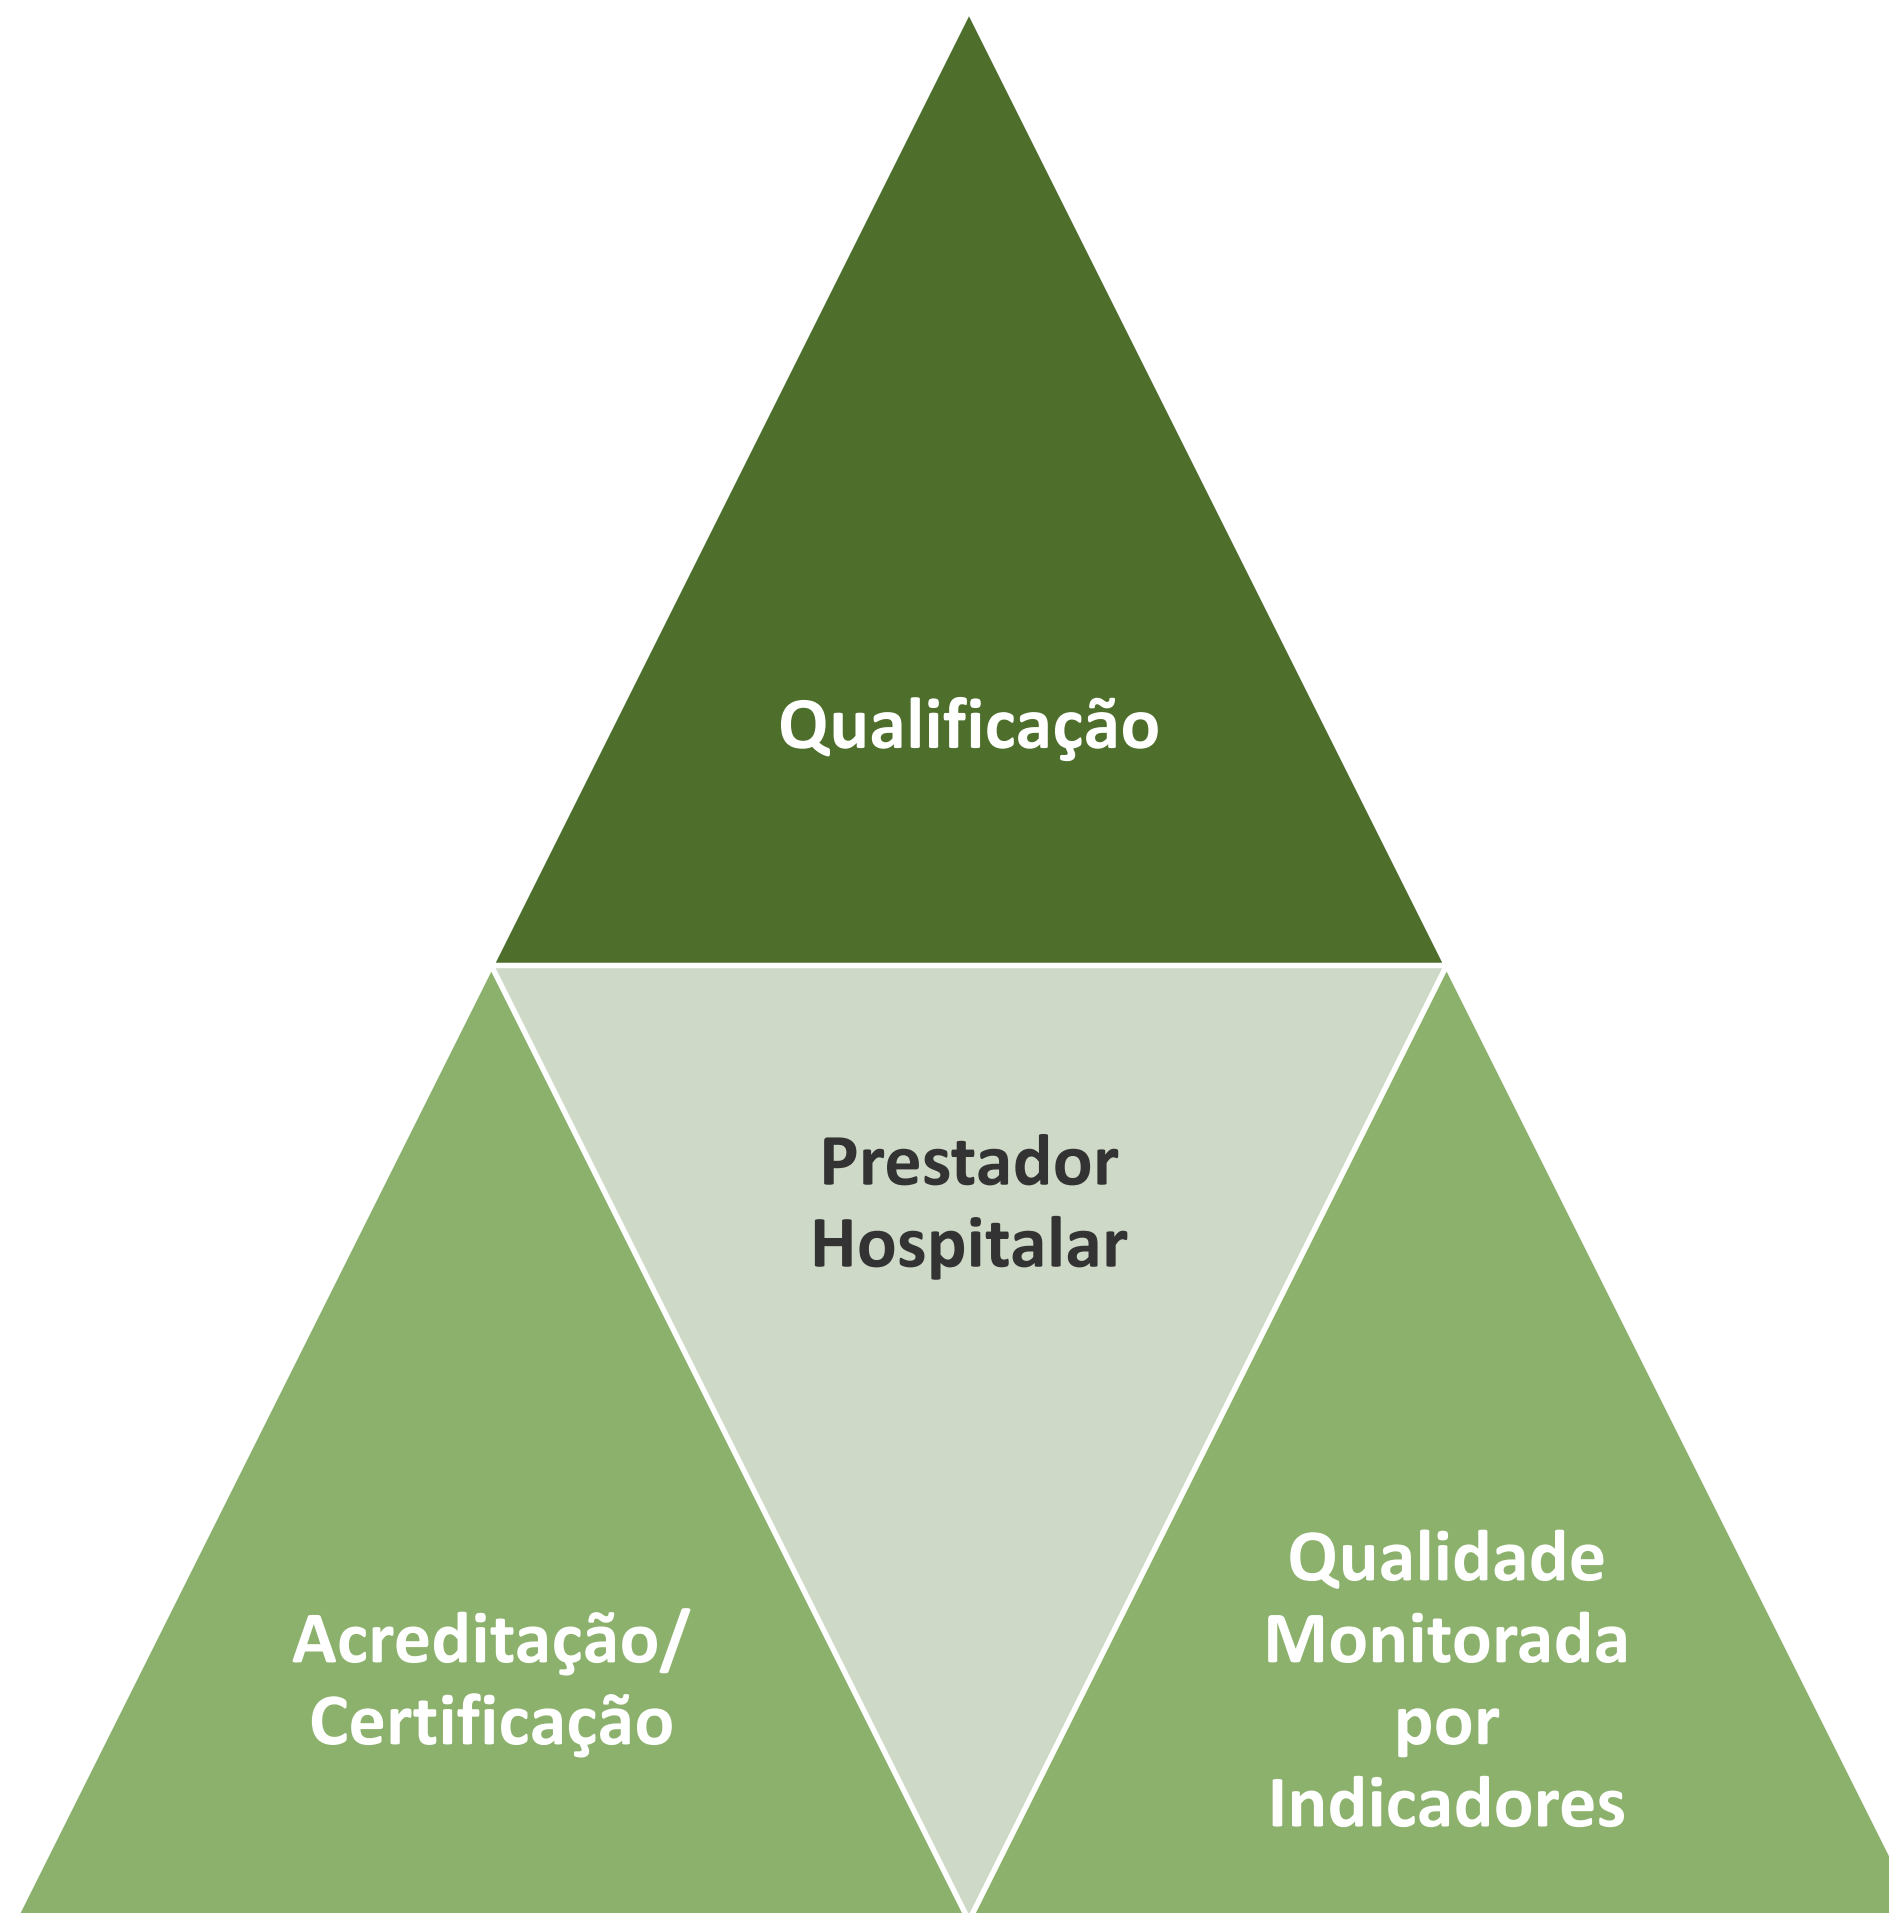 Qualificação
Prestador
Hospitalar
Acreditação/
Certificação
Qualidade
Monitorada
por
Indicadores